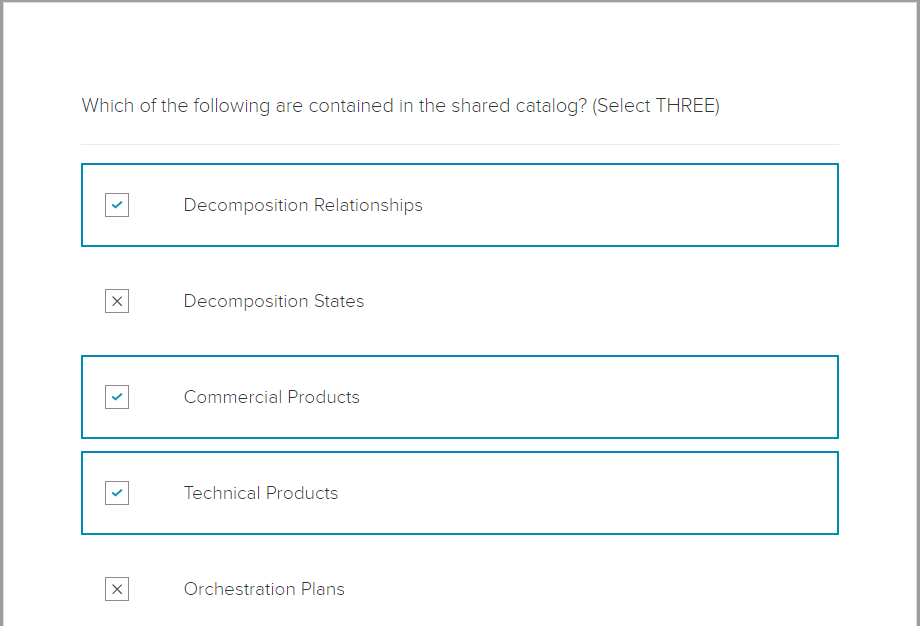 Which of the following are contained in the shared catalog? (Select THREE)
Decomposition Relationships
Decomposition States
Commercial Products
Technical Products
Orchestration Plans